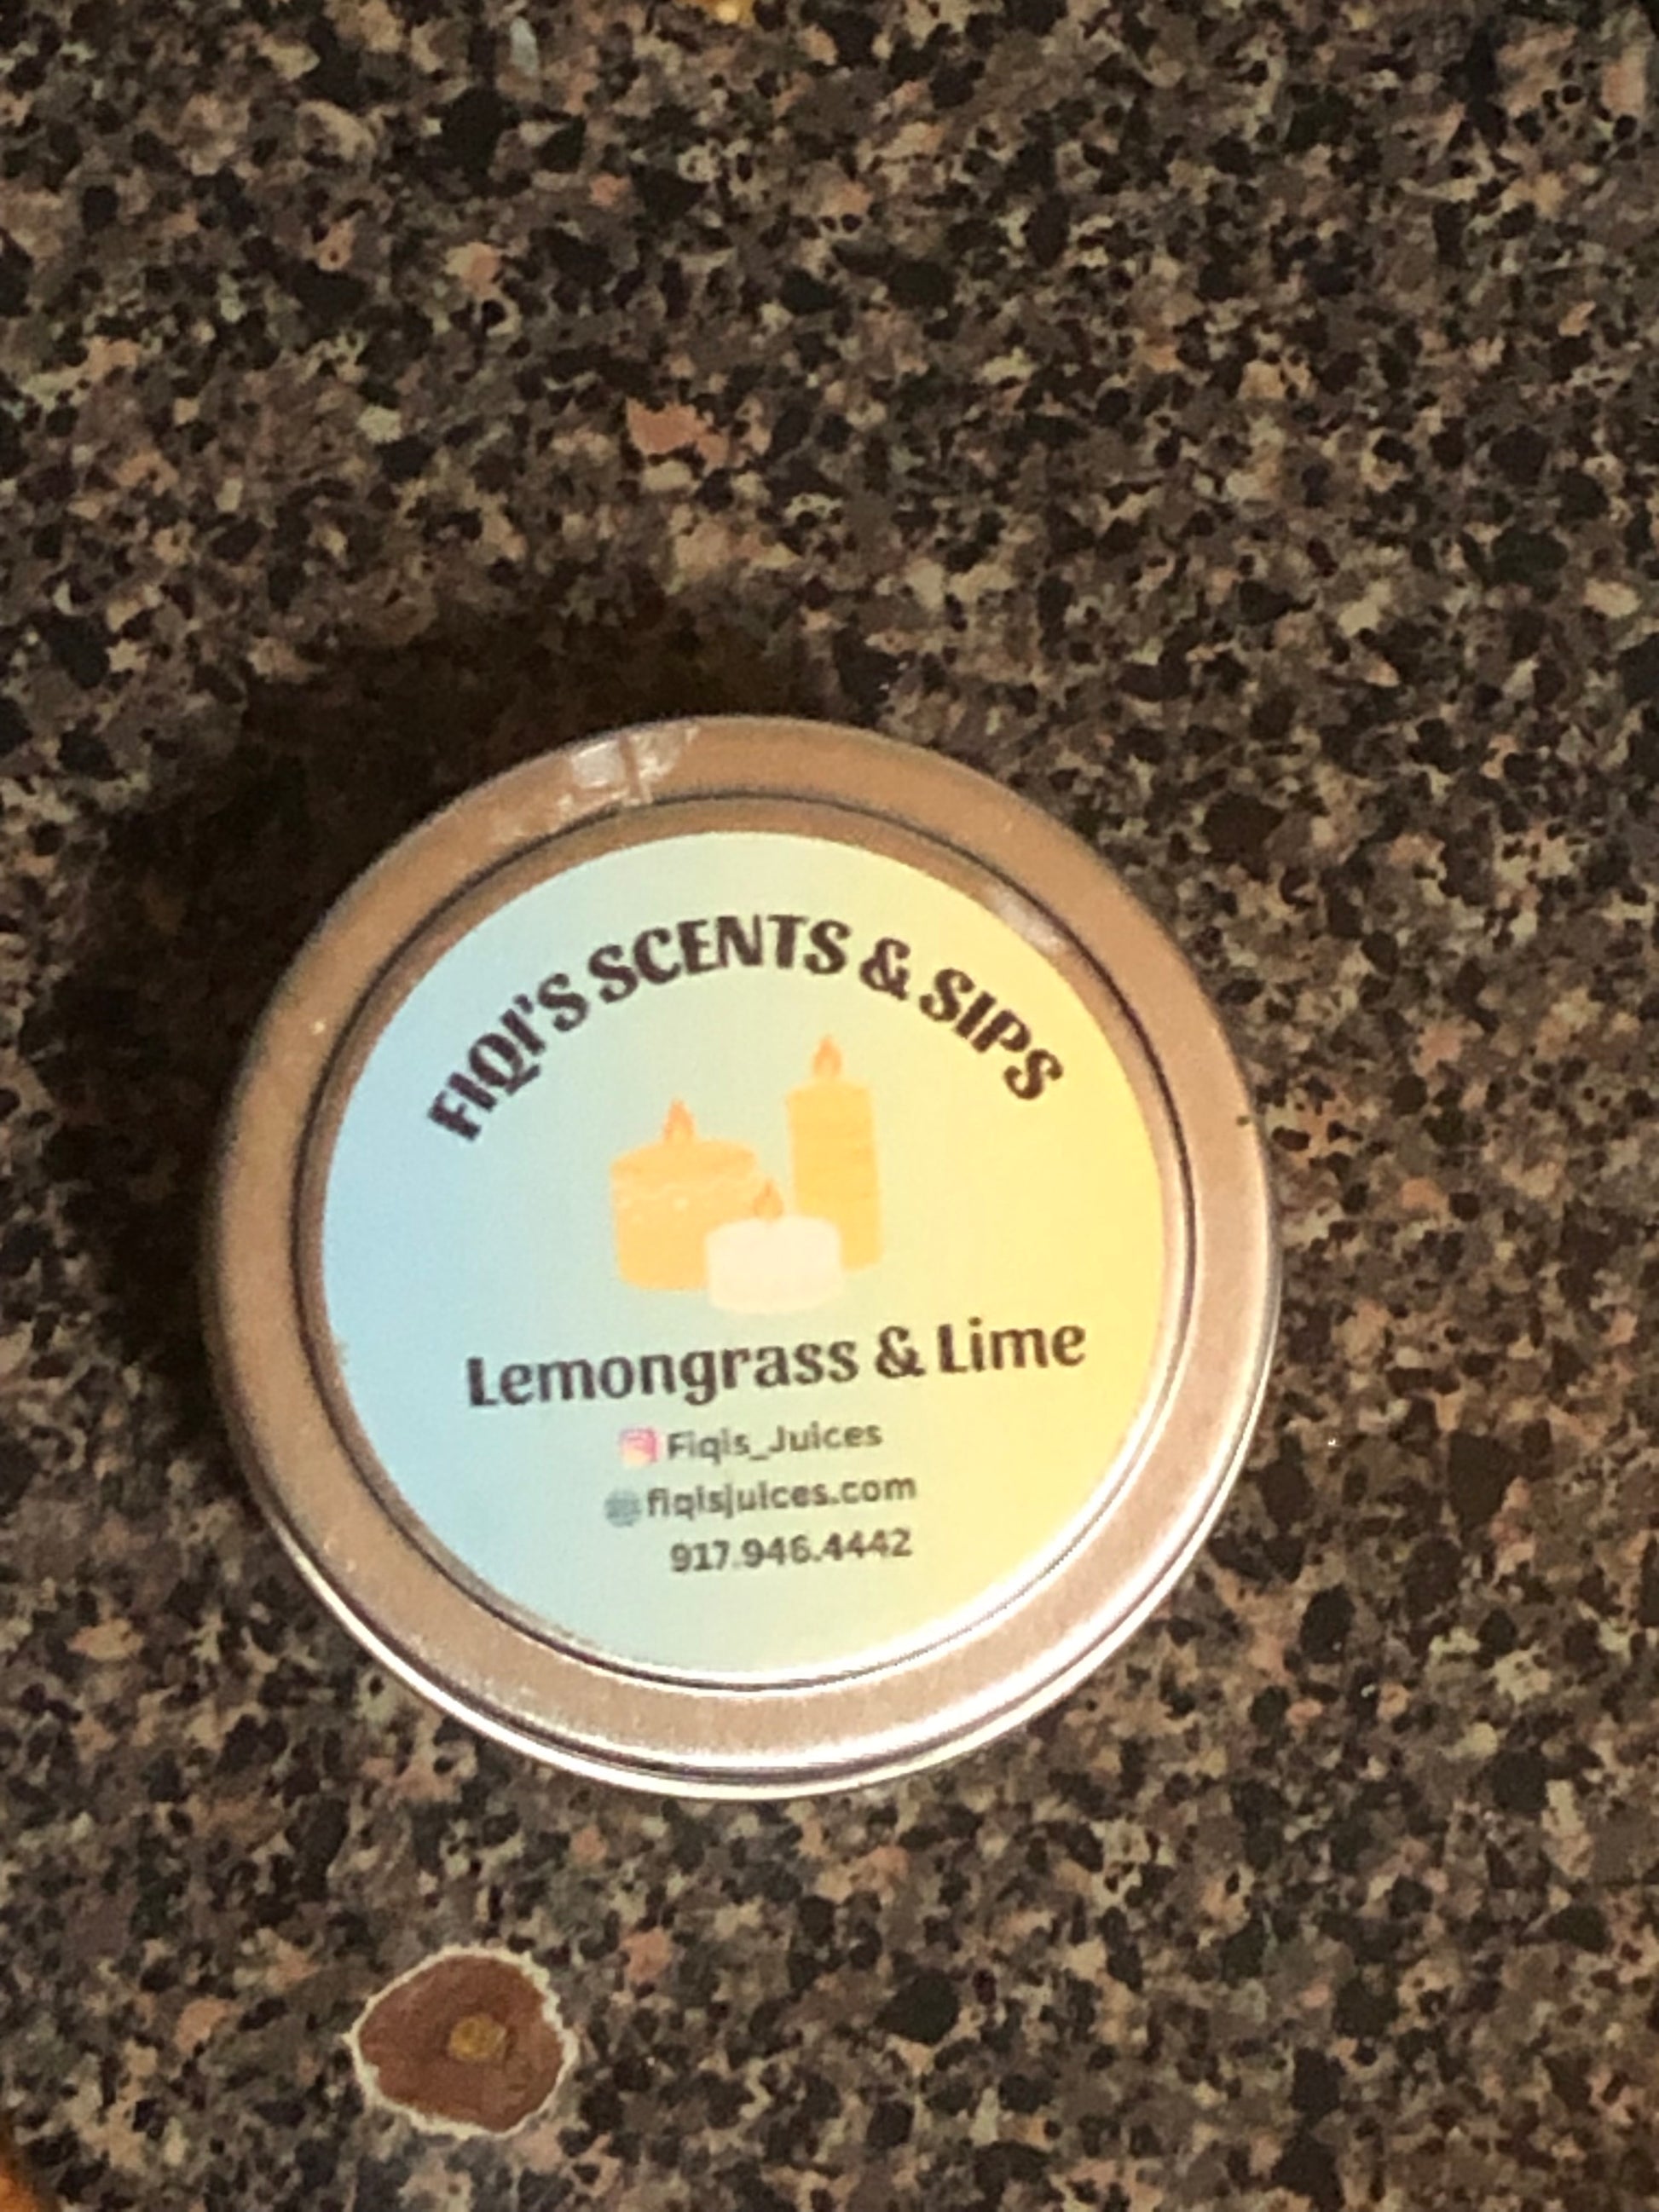 FIQI'S SCENTS & SIPS
Lemongrass & Lime
Fiqis_Juices
fiqisjuices.com
917.946.4442